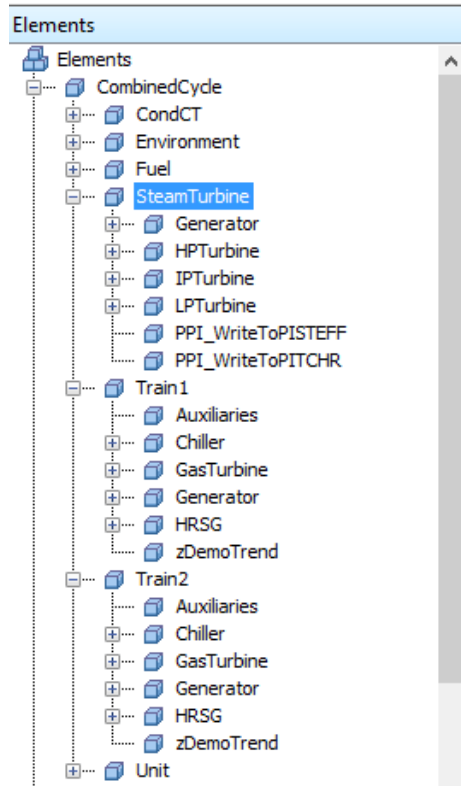 Elements
Elements
CombinedCycle
CondCT
Environment
Fuel
SteamTurbine
Generator
HPTurbine
IPTurbine
LPTurbine
PPI_WriteToPISTEFF
PPI_WriteToPITCHR
Train1
Auxiliaries
Chiller
GasTurbine
Generator
HRSG
zDemoTrend
Train2
Auxiliaries
Chiller
GasTurbine
Generator
HRSG
zDemoTrend
Unit